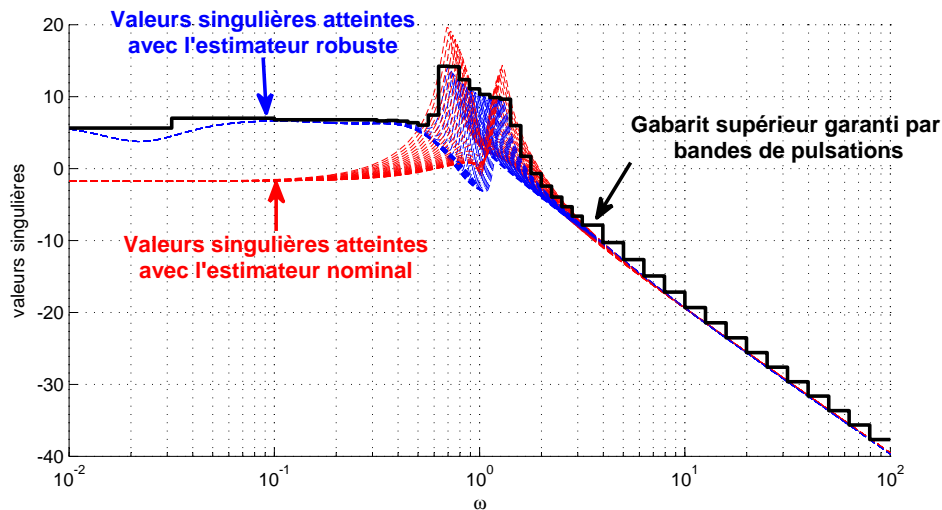 Valeurs singulières atteintes
avec l'estimateur robuste
Gabarit supérieur garanti par
bandes de pulsations
Valeurs singulières atteintes
avec l'estimateur nominal
valeurs singulières
20
10
0
-10
-20
-30
-40
10^-2
10^-1
10^0
10^1
10^2
ω